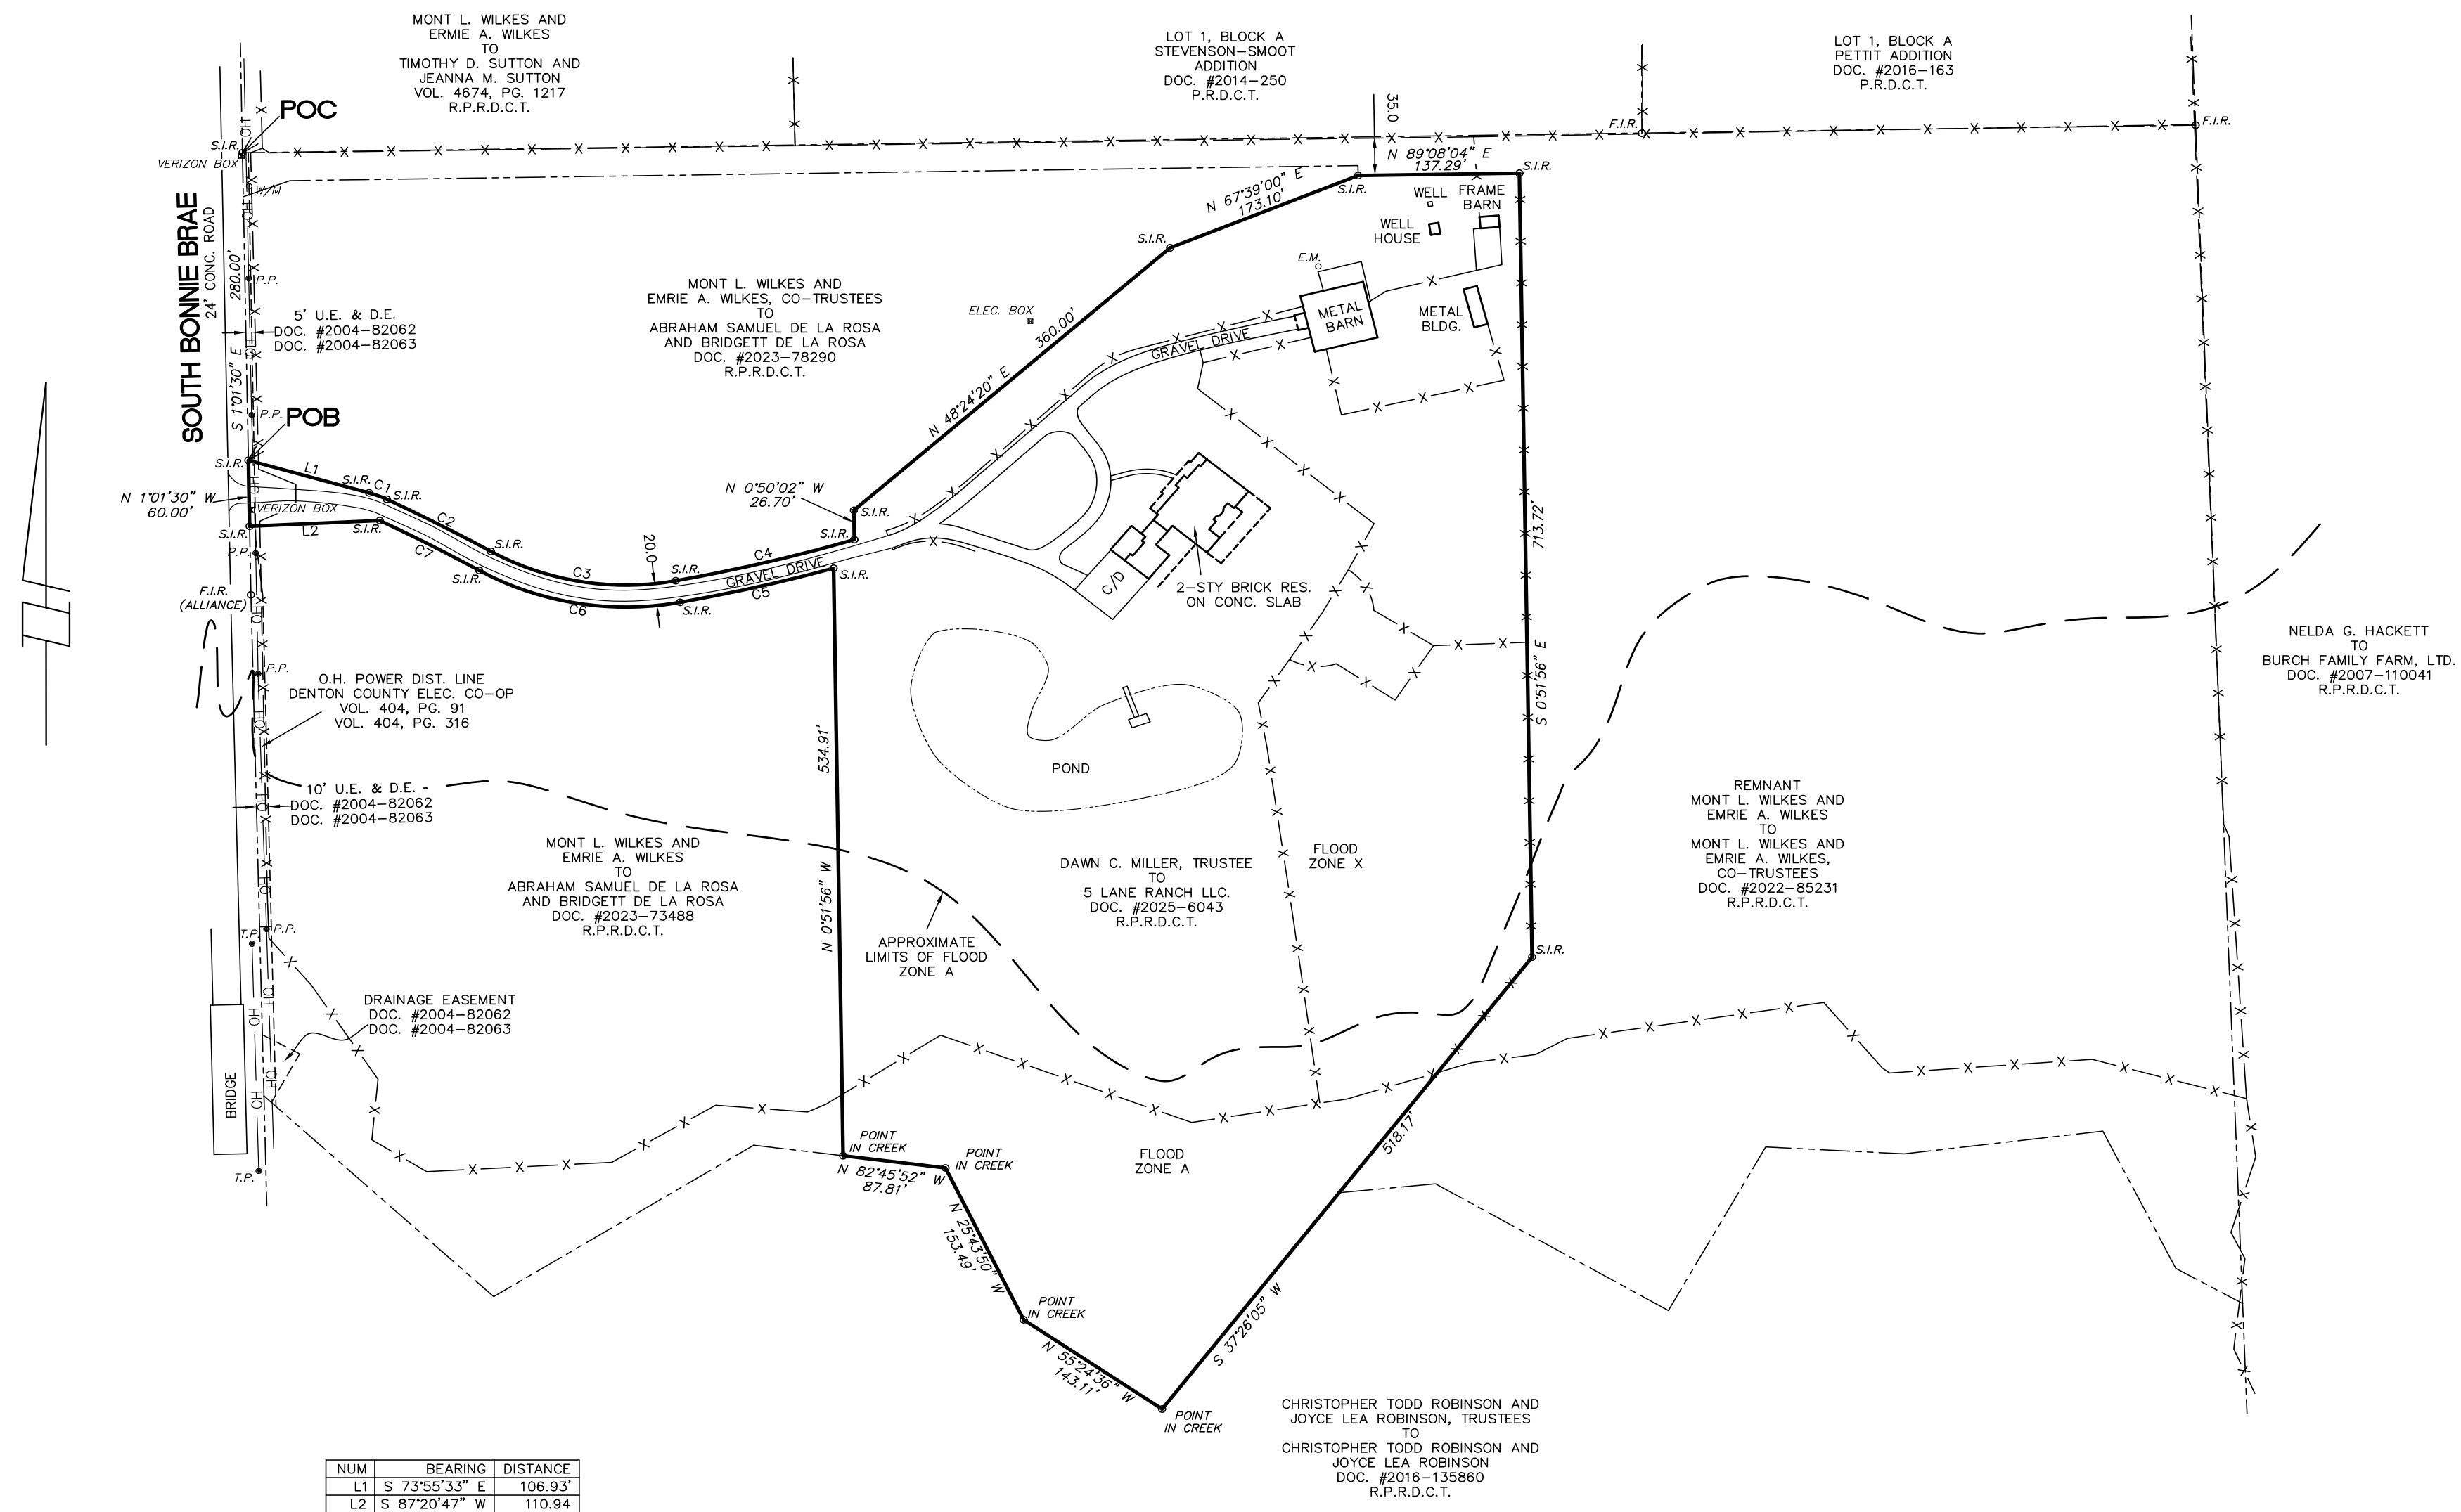 MONT L. WILKES AND
ERMIE A. WILKES
TO
TIMOTHY D. SUTTON AND
JEANNA M. SUTTON
VOL. 4674, PG. 1217
R.P.R.D.C.T.
LOT 1, BLOCK A
STEVENSON-SMOOT
ADDITION
DOC. #2014-250
P.R.D.C.T.
LOT 1, BLOCK A
PETTIT ADDITION
DOC. #2016-163
P.R.D.C.T.
35.0
POC
S.I.R.
VERIZON BOX
W/M
OH
OH
F.I.R.
F.I.R.
N 89°08'04" E
137.29'
S.I.R.
S.I.R.
N 67°39'00" E
173.10'
S.I.R.
WELL
FRAME
BARN
WELL
HOUSE
E.M.
METAL
BARN
METAL
BLDG.
SOUTH BONNIE BRAE
24' CONC. ROAD
S 1°01'30" E
280.00'
P.P.
5' U.E. & D.E.
DOC. #2004-82062
DOC. #2004-82063
OH
MONT L. WILKES AND
EMRIE A. WILKES, CO-TRUSTEES
TO
ABRAHAM SAMUEL DE LA ROSA
AND BRIDGETT DE LA ROSA
DOC. #2023-78290
R.P.R.D.C.T.
ELEC. BOX
N 48°24'20" E
360.00'
GRAVEL DRIVE
P.P.
POB
S.I.R.
L1
S.I.R.
C1
S.I.R.
N 1°01'30" W
60.00'
OH
VERIZON BOX
S.I.R.
L2
S.I.R.
C2
C7
S.I.R.
S.I.R.
P.P.
N 0°50'02" W
26.70'
S.I.R.
S.I.R.
20.0
C3
S.I.R.
C4
GRAVEL DRIVE
S.I.R.
C5
C6
S.I.R.
C/D
2-STY BRICK RES.
ON CONC. SLAB
713.72'
S 0°51'56" E
F.I.R.
(ALLIANCE)
OH
P.P.
O.H. POWER DIST. LINE
DENTON COUNTY ELEC. CO-OP
VOL. 404, PG. 91
VOL. 404, PG. 316
OH
NELDA G. HACKETT
TO
BURCH FAMILY FARM, LTD.
DOC. #2007-110041
R.P.R.D.C.T.
534.91'
N 0°51'56" W
POND
10' U.E. & D.E.
DOC. #2004-82062
DOC. #2004-82063
OH
MONT L. WILKES AND
EMRIE A. WILKES
TO
ABRAHAM SAMUEL DE LA ROSA
AND BRIDGETT DE LA ROSA
DOC. #2023-73488
R.P.R.D.C.T.
DAWN C. MILLER, TRUSTEE
TO
5 LANE RANCH LLC.
DOC. #2025-6043
R.P.R.D.C.T.
FLOOD
ZONE X
REMNANT
MONT L. WILKES AND
EMRIE A. WILKES
TO
MONT L. WILKES AND
EMRIE A. WILKES,
CO-TRUSTEES
DOC. #2022-85231
R.P.R.D.C.T.
OH
T.P.
P.P.
APPROXIMATE
LIMITS OF FLOOD
ZONE A
S.I.R.
DRAINAGE EASEMENT
DOC. #2004-82062
DOC. #2004-82063
OH
OH
OH
OH
BRIDGE
T.P.
POINT
IN CREEK
N 82°45'52" W
87.81'
POINT
IN CREEK
FLOOD
ZONE A
518.17'
S 37°26'05" W
N 25°43'50" W
153.49'
POINT
IN CREEK
N 55°24'36" W
143.11'
POINT
IN CREEK
CHRISTOPHER TODD ROBINSON AND
JOYCE LEA ROBINSON, TRUSTEES
TO
CHRISTOPHER TODD ROBINSON AND
JOYCE LEA ROBINSON
DOC. #2016-135860
R.P.R.D.C.T.
NUM BEARING DISTANCE
L1 S 73°55'33" E 106.93'
L2 S 87°20'47" W 110.94